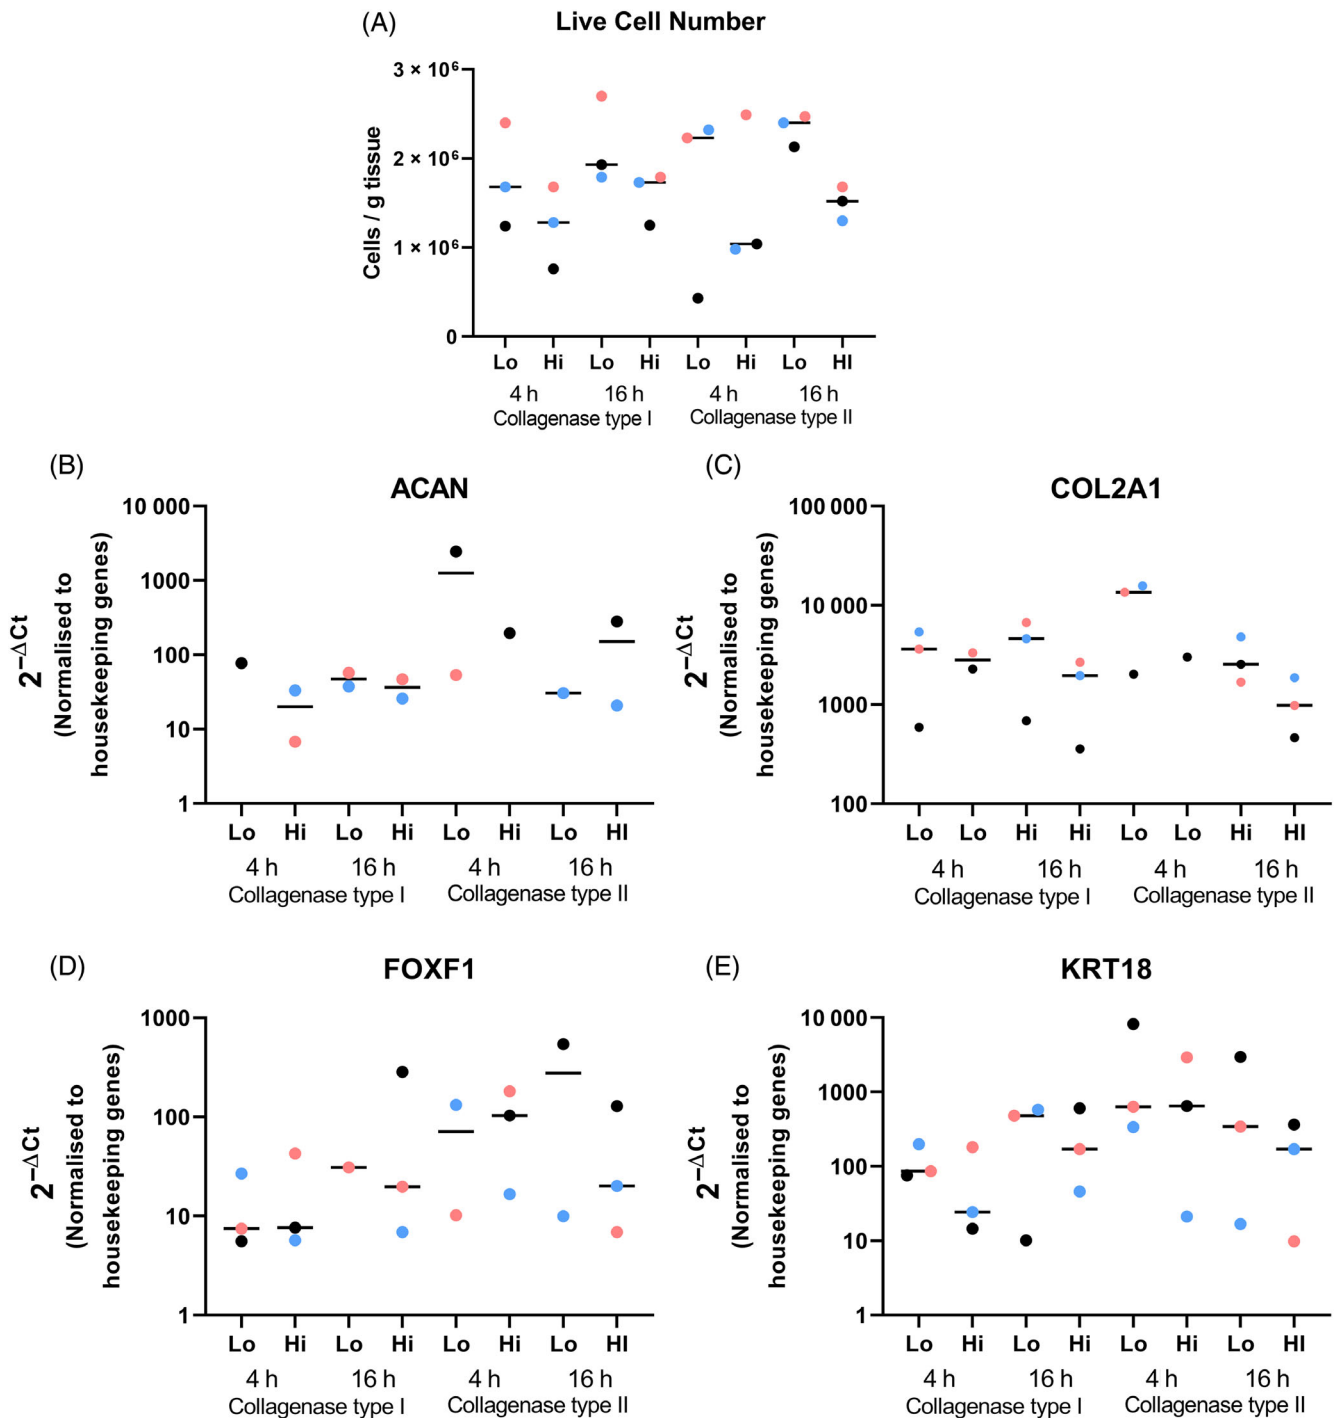 (A)
Live Cell Number
Cells / g tissue
3 × 10⁶
2 × 10⁶
1 × 10⁶
0
Lo Hi Lo Hi Lo Hi Lo HI
4 h 16 h 4 h 16 h
Collagenase type I Collagenase type II
(B)
ACAN
2^−ΔCt
(Normalised to
housekeeping genes)
10 000
1000
100
10
1
Lo Hi Lo Hi Lo Hi Lo HI
4 h 16 h 4 h 16 h
Collagenase type I Collagenase type II
(C)
COL2A1
2^−ΔCt
(Normalised to
housekeeping genes)
100 000
10 000
1000
100
Lo Lo Hi Hi Lo Lo Hi HI
4 h 16 h 4 h 16 h
Collagenase type I Collagenase type II
(D)
FOXF1
2^−ΔCt
(Normalised to
housekeeping genes)
1000
100
10
1
Lo Hi Lo Hi Lo Hi Lo HI
4 h 16 h 4 h 16 h
Collagenase type I Collagenase type II
(E)
KRT18
2^−ΔCt
(Normalised to
housekeeping genes)
10 000
1000
100
10
1
Lo Hi Lo Hi Lo Hi Lo HI
4 h 16 h 4 h 16 h
Collagenase type I Collagenase type II